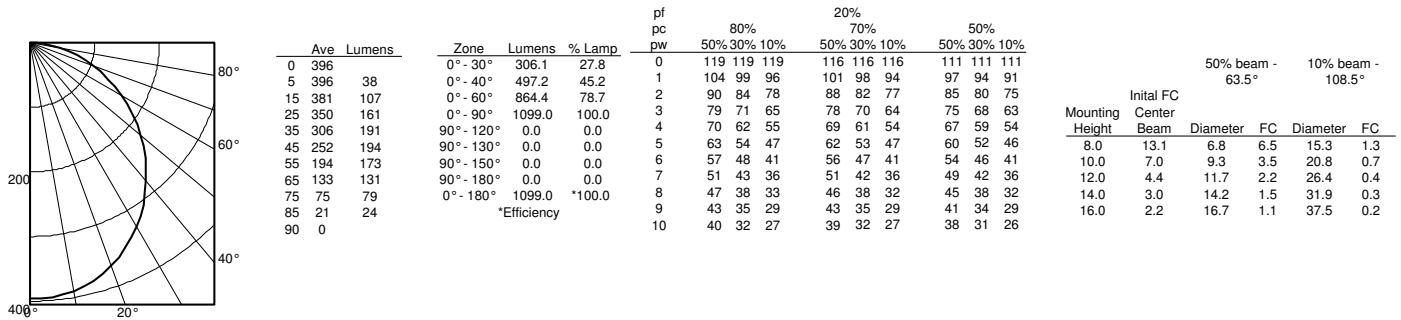 80°
60°
200
40°
400
0°
20°
Ave Lumens
0 396
5 396 38
15 381 107
25 350 161
35 306 191
45 252 194
55 194 173
65 133 131
75 75 79
85 21 24
90 0
Zone Lumens % Lamp
0° - 30° 306.1 27.8
0° - 40° 497.2 45.2
0° - 60° 864.4 78.7
0° - 90° 1099.0 100.0
90° - 120° 0.0 0.0
90° - 130° 0.0 0.0
90° - 150° 0.0 0.0
90° - 180° 0.0 0.0
0° - 180° 1099.0 *100.0
*Efficiency
pf 20%
pc 80% 70% 50%
pw 50% 30% 10% 50% 30% 10% 50% 30% 10%
0 119 119 119 116 116 116 111 111 111
1 104 99 96 101 98 94 97 94 91
2 90 84 78 88 82 77 85 80 75
3 79 71 65 78 70 64 75 68 63
4 70 62 55 69 61 54 67 59 54
5 63 54 47 62 53 47 60 52 46
6 57 48 41 56 47 41 54 46 41
7 51 43 36 51 42 36 49 42 36
8 47 38 33 46 38 32 45 38 32
9 43 35 29 43 35 29 41 34 29
10 40 32 27 39 32 27 38 31 26
50% beam - 10% beam -
63.5° 108.5°
Inital FC
Mounting Center
Height Beam Diameter FC Diameter FC
8.0 13.1 6.8 6.5 15.3 1.3
10.0 7.0 9.3 3.5 20.8 0.7
12.0 4.4 11.7 2.2 26.4 0.4
14.0 3.0 14.2 1.5 31.9 0.3
16.0 2.2 16.7 1.1 37.5 0.2